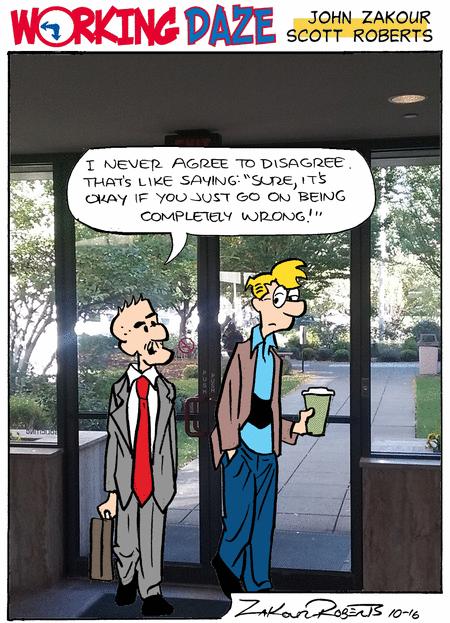 WORKING DAZE
JOHN ZAKOUR
SCOTT ROBERTS
EXIT
I NEVER AGREE TO DISAGREE.
THAT'S LIKE SAYING: "SURE, IT'S
OKAY IF YOU JUST GO ON BEING
COMPLETELY WRONG!"
ZAKOUR ROBERTS 10-16